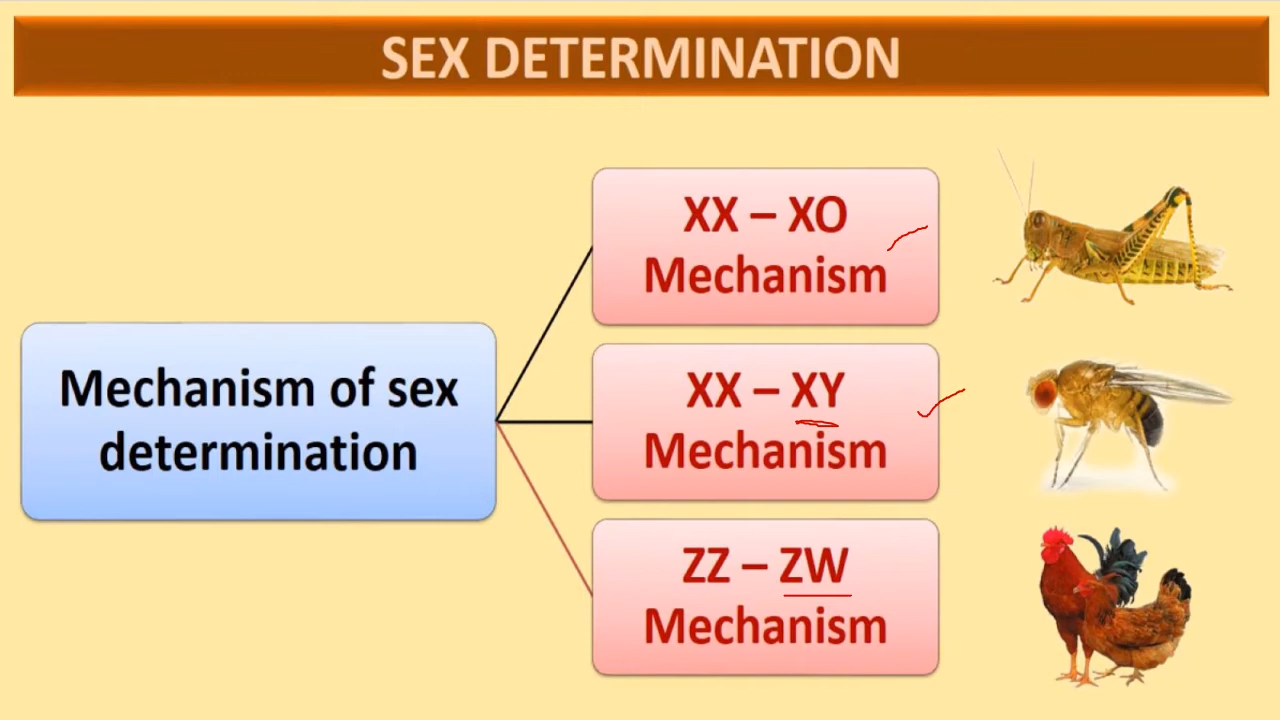 SEX DETERMINATION
XX – XO
Mechanism
Mechanism of sex
determination
XX – XY
Mechanism
ZZ – ZW
Mechanism